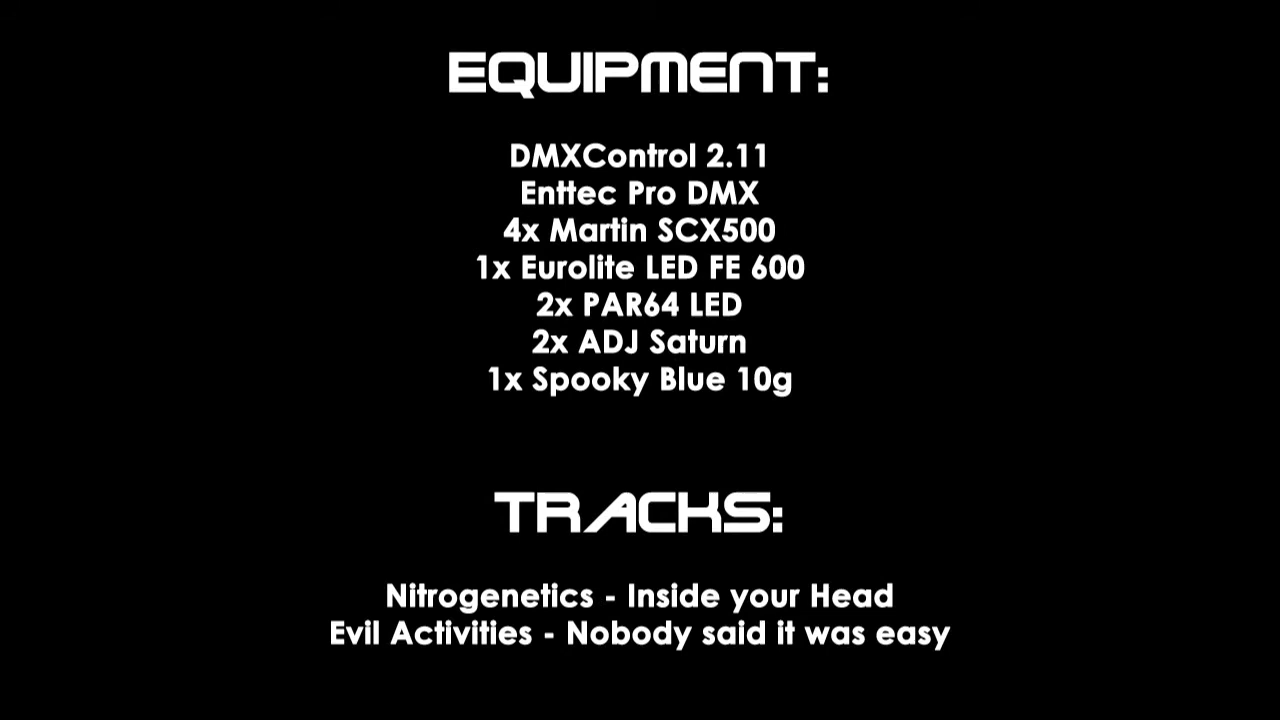 EQUIPMENT:
DMXControl 2.11
Enttec Pro DMX
4x Martin SCX500
1x Eurolite LED FE 600
2x PAR64 LED
2x ADJ Saturn
1x Spooky Blue 10g
TRACKS:
Nitrogenetics - Inside your Head
Evil Activities - Nobody said it was easy